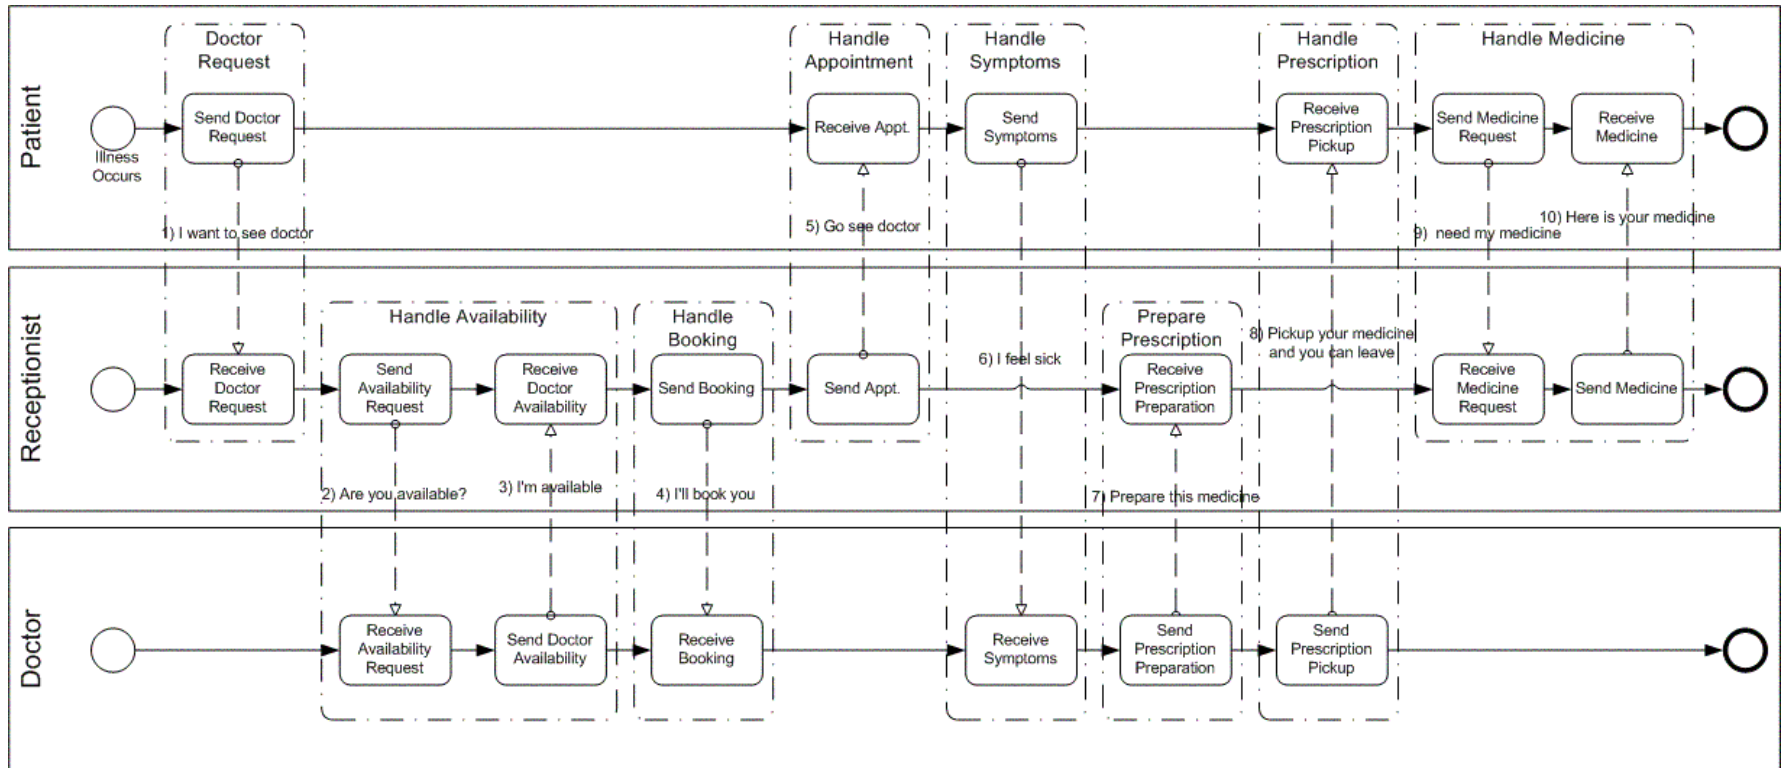 Patient
Doctor
Request
Handle
Appointment
Handle
Symptoms
Handle
Prescription
Handle Medicine
Illness
Occurs
Send Doctor
Request
Receive Appt.
Send
Symptoms
Receive
Prescription
Pickup
Send Medicine
Request
Receive
Medicine
1) I want to see doctor
5) Go see doctor
10) Here is your medicine
9) need my medicine
Receptionist
Handle Availability
Handle
Booking
Prepare
Prescription
8) Pickup your medicine
and you can leave
6) I feel sick
Receive
Doctor
Request
Send
Availability
Request
Receive
Doctor
Availability
Send Booking
Send Appt.
Receive
Prescription
Preparation
Receive
Medicine
Request
Send Medicine
2) Are you available?
3) I'm available
4) I'll book you
7) Prepare this medicine
Doctor
Receive
Availability
Request
Send Doctor
Availability
Receive
Booking
Receive
Symptoms
Send
Prescription
Preparation
Send
Prescription
Pickup